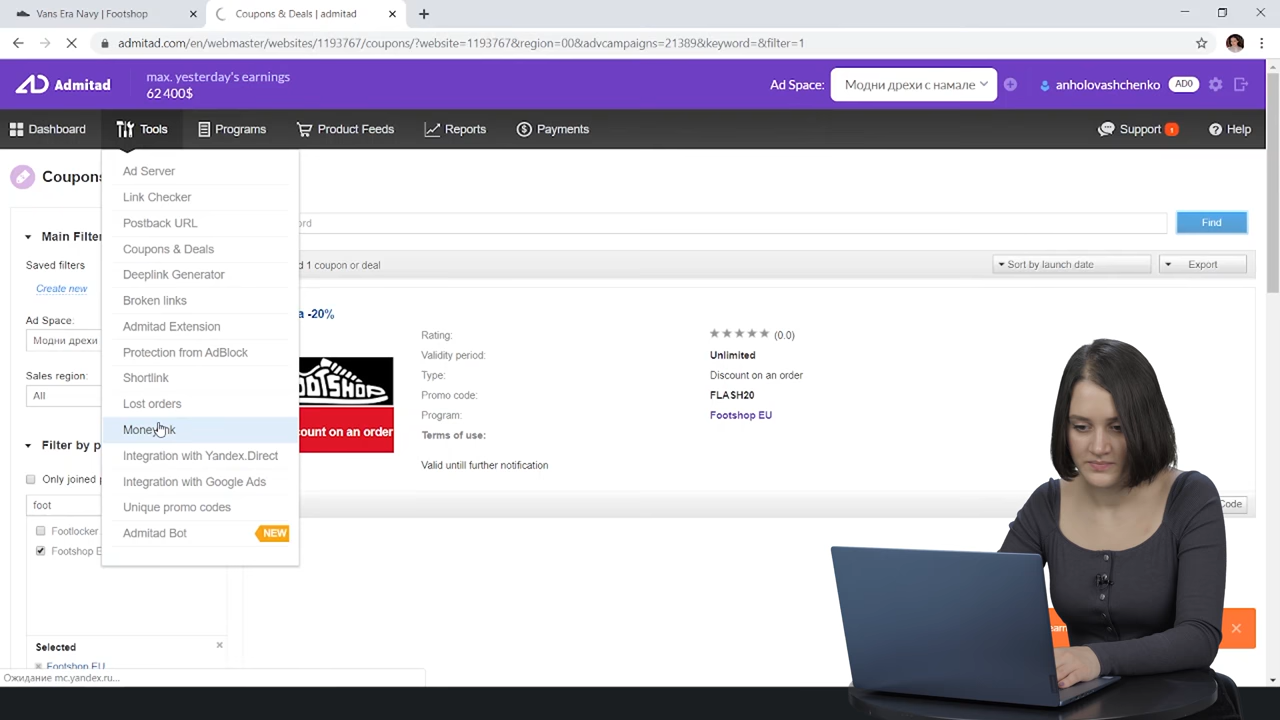 Vans Era Navy | Footshop
Coupons & Deals | admitad
admitad.com/en/webmaster/websites/1193767/coupons/?website=1193767&region=00&advcampaigns=21389&keyword=&filter=1
Admitad
max. yesterday's earnings
62 400$
Ad Space:
Модни дрехи с намале
anholovashchenko
AD0
Dashboard
Tools
Programs
Product Feeds
Reports
Payments
Support
1
Help
Ad Server
Link Checker
Postback URL
Coupons & Deals
Deeplink Generator
Broken links
Admitad Extension
Protection from AdBlock
Shortlink
Lost orders
Integration with Yandex.Direct
Integration with Google Ads
Unique promo codes
Admitad Bot
NEW
Coupons
Main Filter
Saved filters
Create new
Ad Space:
Модни дрехи
Sales region:
All
Filter by p
Only joined p
foot
Footlocker
Footshop E
Selected
Footshop EU
ord
Find
d 1 coupon or deal
Sort by launch date
Export
a -20%
FOOTSHOP
count on an order
Rating:
(0.0)
Validity period:
Unlimited
Type:
Discount on an order
Promo code:
FLASH20
Program:
Footshop EU
Terms of use:
Valid untill further notification
Code
earn
Ожидание mc.yandex.ru...